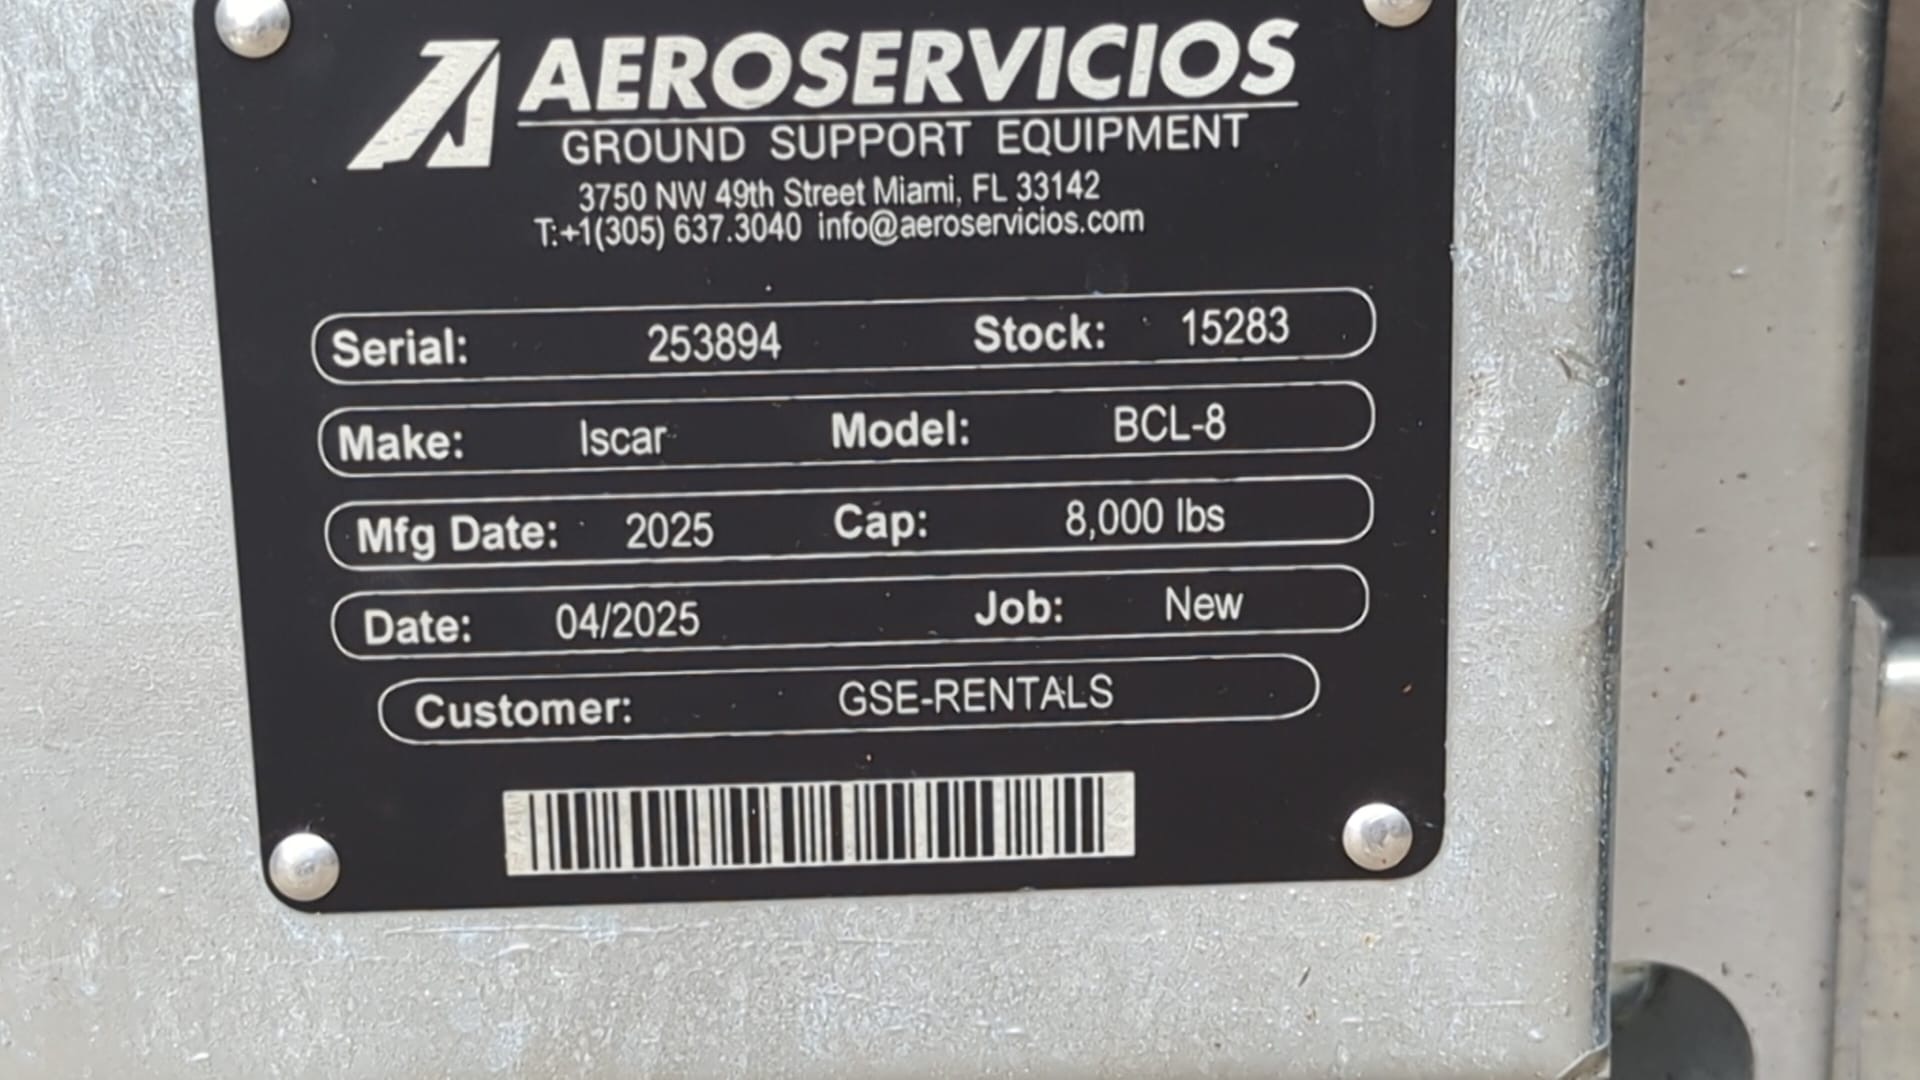 AEROSERVICIOS
GROUND SUPPORT EQUIPMENT
3750 NW 49th Street Miami, FL 33142
T:+1(305) 637.3040 info@aeroservicios.com
Serial: 253894 Stock: 15283
Make: Iscar Model: BCL-8
Mfg Date: 2025 Cap: 8,000 lbs
Date: 04/2025 Job: New
Customer: GSE-RENTALS